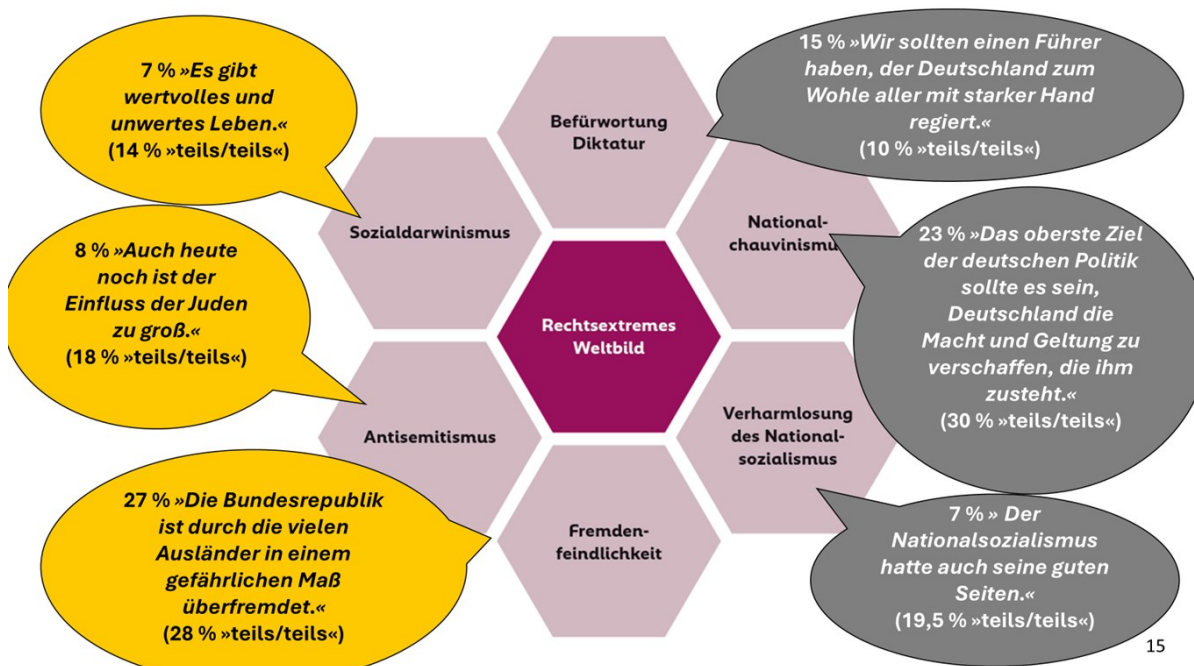 7 % »Es gibt
wertvolles und
unwertes Leben.«
(14 % »teils/teils«)
Befürwortung
Diktatur
15 % »Wir sollten einen Führer
haben, der Deutschland zum
Wohle aller mit starker Hand
regiert.«
(10 % »teils/teils«)
Sozialdarwinismus
National-
chauvinismu
8 % »Auch heute
noch ist der
Einfluss der Juden
zu groß.«
(18 % »teils/teils«)
Rechtsextremes
Weltbild
23 % »Das oberste Ziel
der deutschen Politik
sollte es sein,
Deutschland die
Macht und Geltung zu
verschaffen, die ihm
zusteht.«
(30 % »teils/teils«)
Antisemitismus
Verharmlosung
des National-
sozialismus
27 % »Die Bundesrepublik
ist durch die vielen
Ausländer in einem
gefährlichen Maß
überfremdet.«
(28 % »teils/teils«)
Fremden-
feindlichkeit
7 % » Der
Nationalsozialismus
hatte auch seine guten
Seiten.«
(19,5 % »teils/teils«)
15